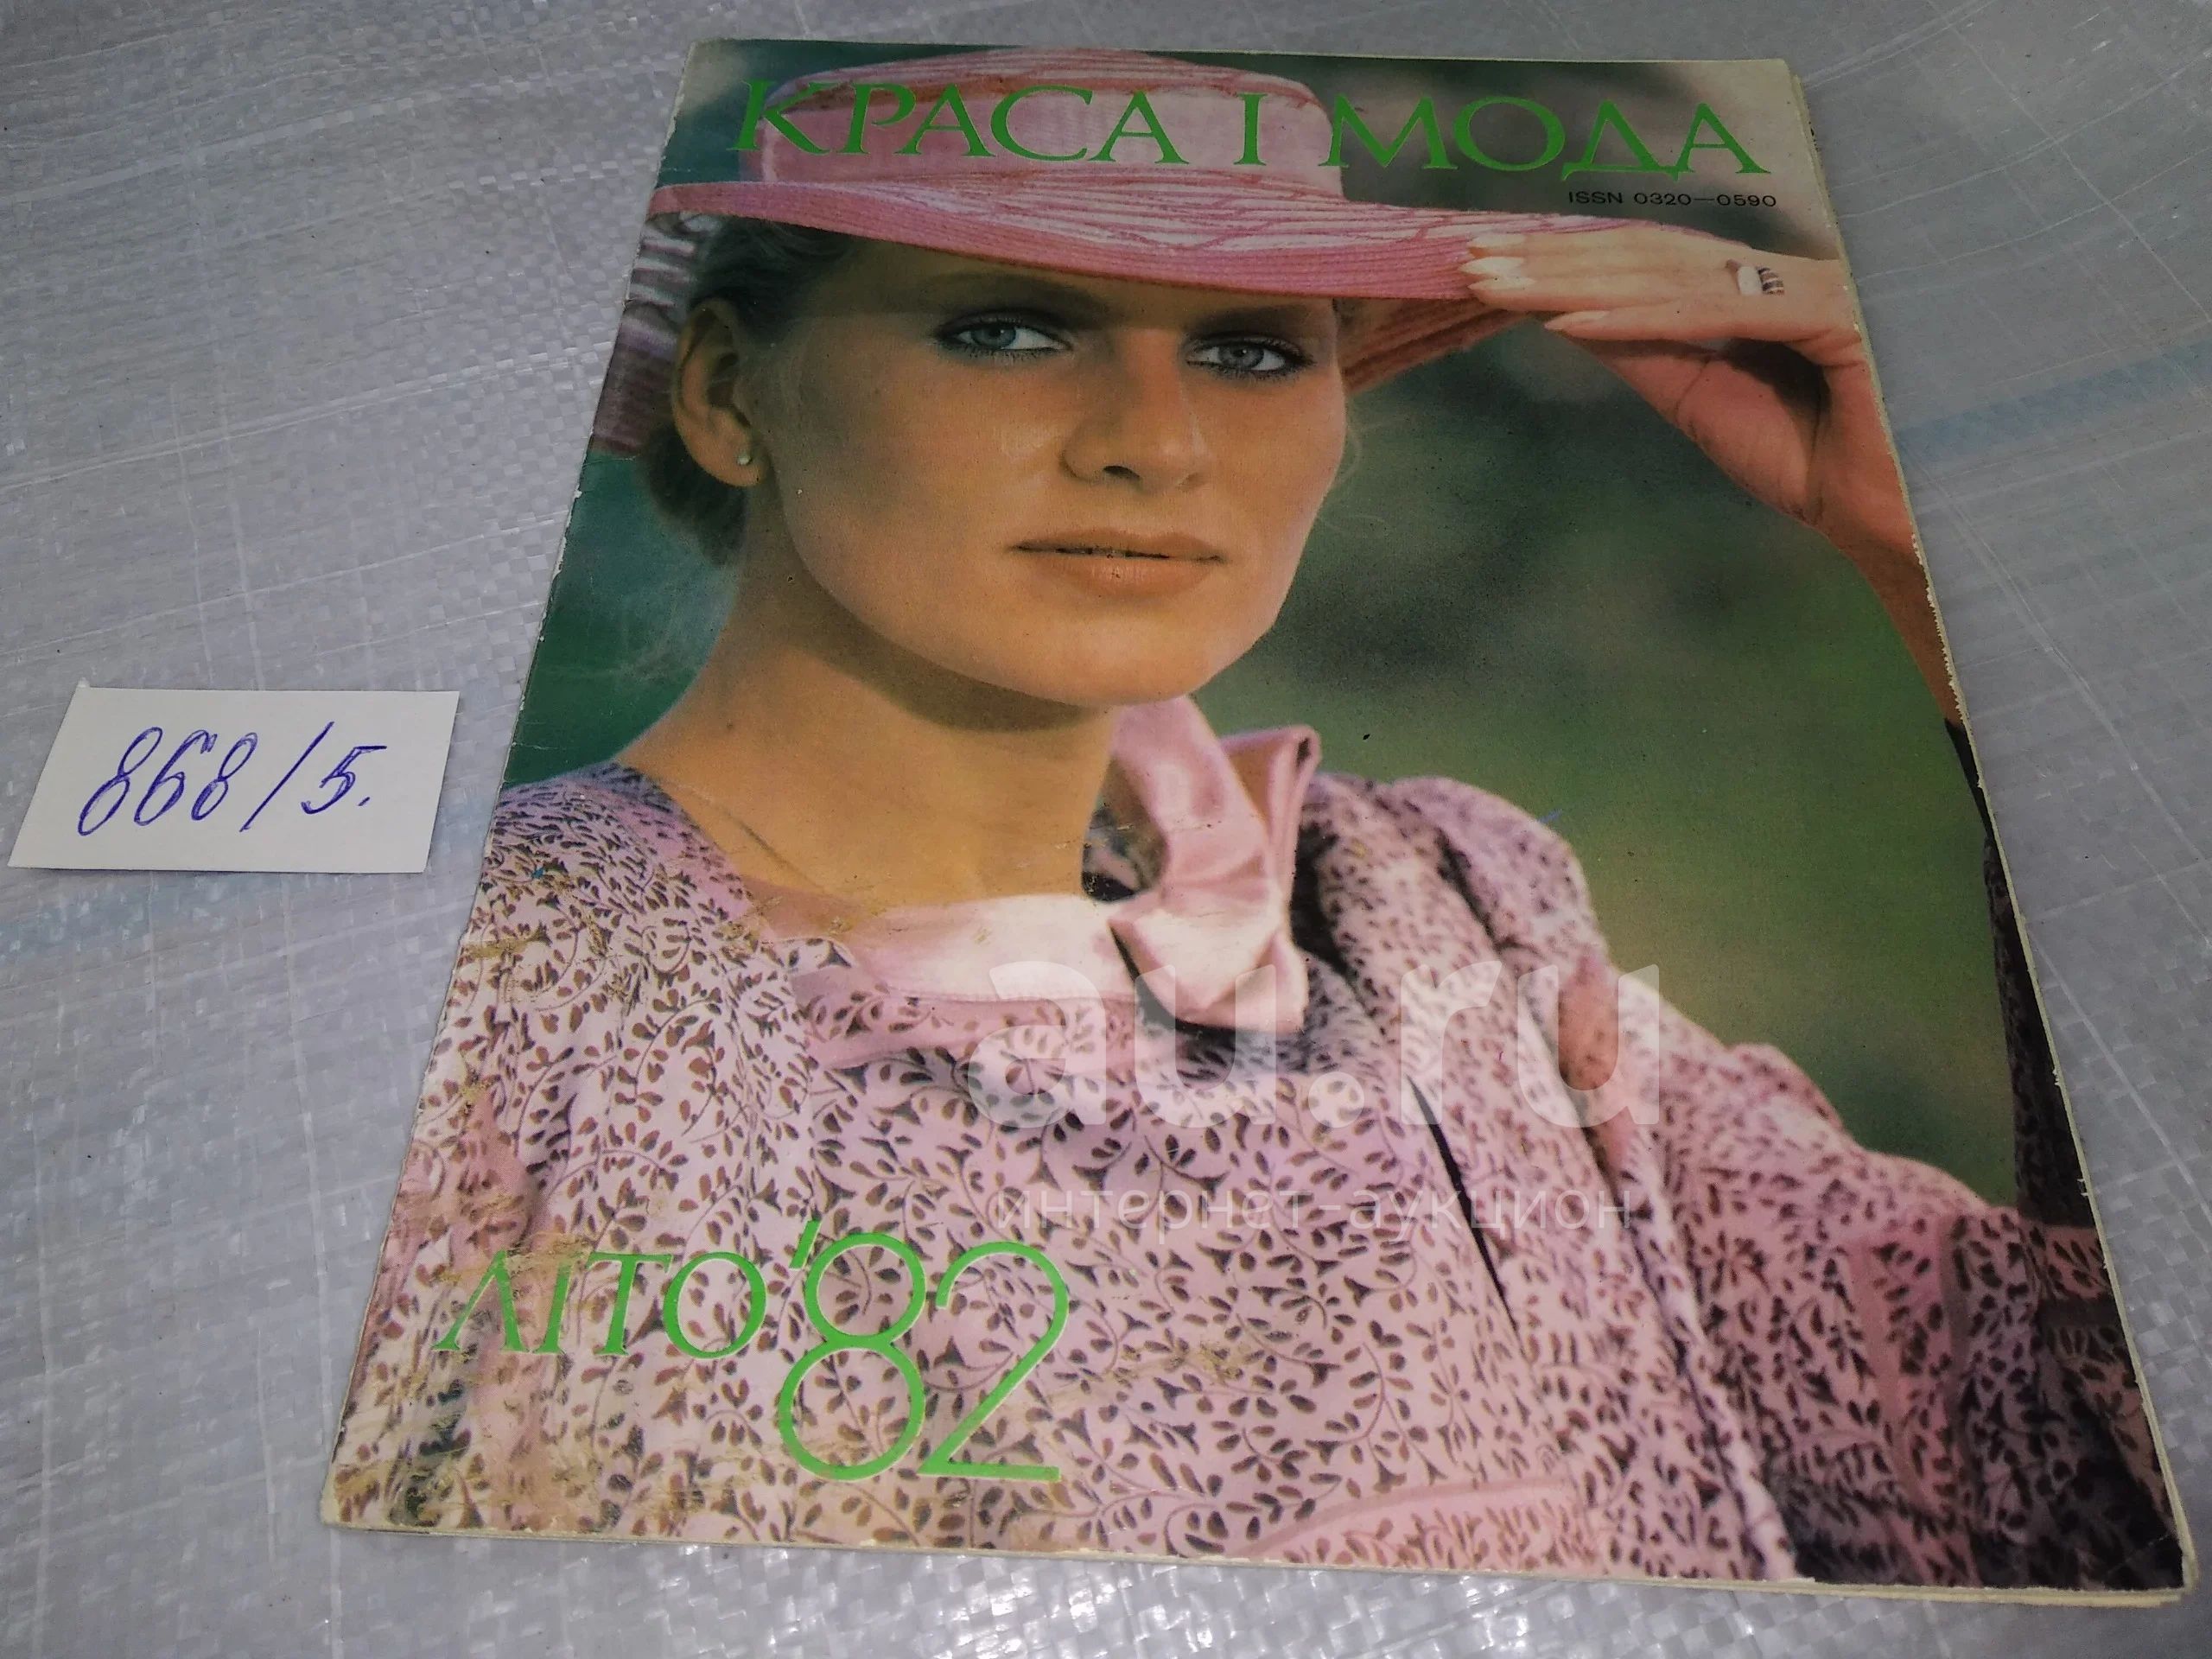 КРАСА І МОДА
ISSN 0320—0590
868/5.
au.ru
интернет-аукцион
ЛІТО'82